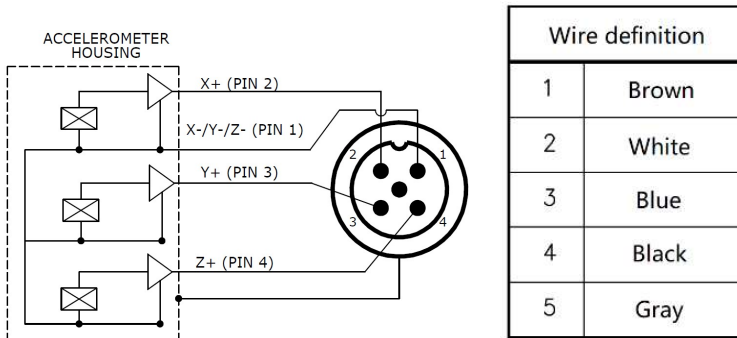 ACCELEROMETER
HOUSING
X+ (PIN 2)
X-/Y-/Z- (PIN 1)
Y+ (PIN 3)
Z+ (PIN 4)
2
1
3
4
Wire definition
1 Brown
2 White
3 Blue
4 Black
5 Gray